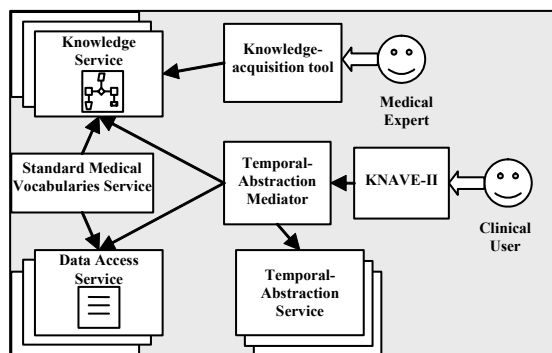 Knowledge
Service
Knowledge-
acquisition tool
Medical
Expert
Standard Medical
Vocabularies Service
Temporal-
Abstraction
Mediator
KNAVE-II
Clinical
User
Data Access
Service
Temporal-
Abstraction
Service